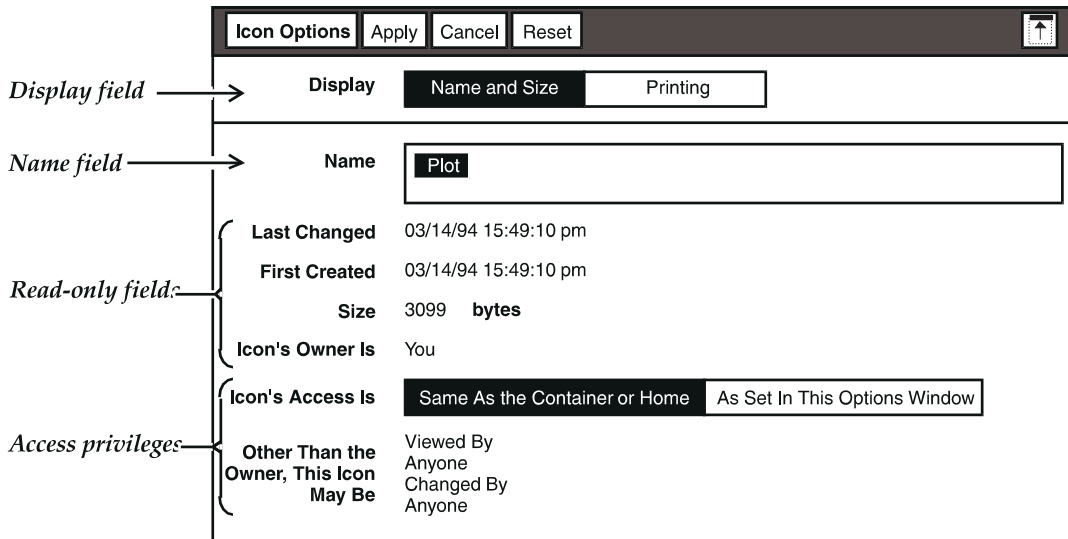 Icon Options Apply Cancel Reset
Display field Display Name and Size Printing
Name field Name Plot
Last Changed 03/14/94 15:49:10 pm
First Created 03/14/94 15:49:10 pm
Read-only fields
Size 3099 bytes
Icon's Owner Is You
Icon's Access Is Same As the Container or Home As Set In This Options Window
Access privileges
Other Than the
Owner, This Icon
May Be
Viewed By
Anyone
Changed By
Anyone